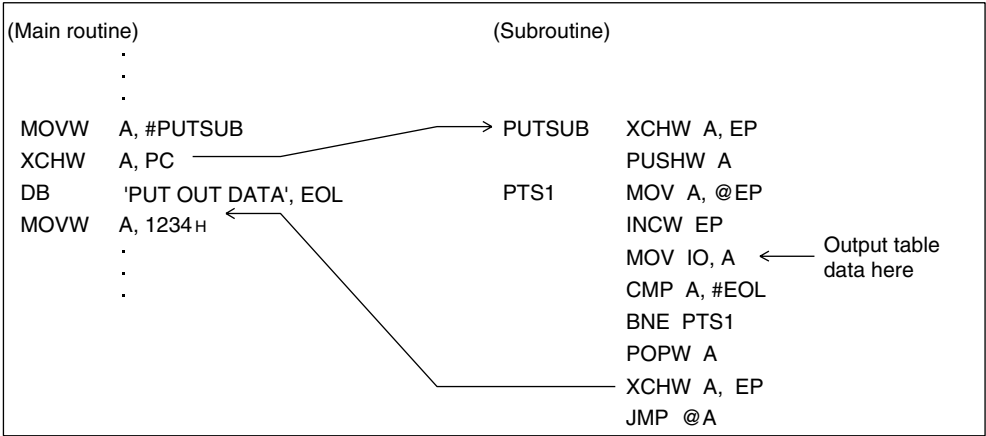 (Main routine)
.
.
.
MOVW A, #PUTSUB
XCHW A, PC
DB 'PUT OUT DATA', EOL
MOVW A, 1234H
.
.
.
(Subroutine)
PUTSUB XCHW A, EP
PUSHW A
PTS1 MOV A, @EP
INCW EP
MOV IO, A
CMP A, #EOL
BNE PTS1
POPW A
XCHW A, EP
JMP @A
Output table
data here